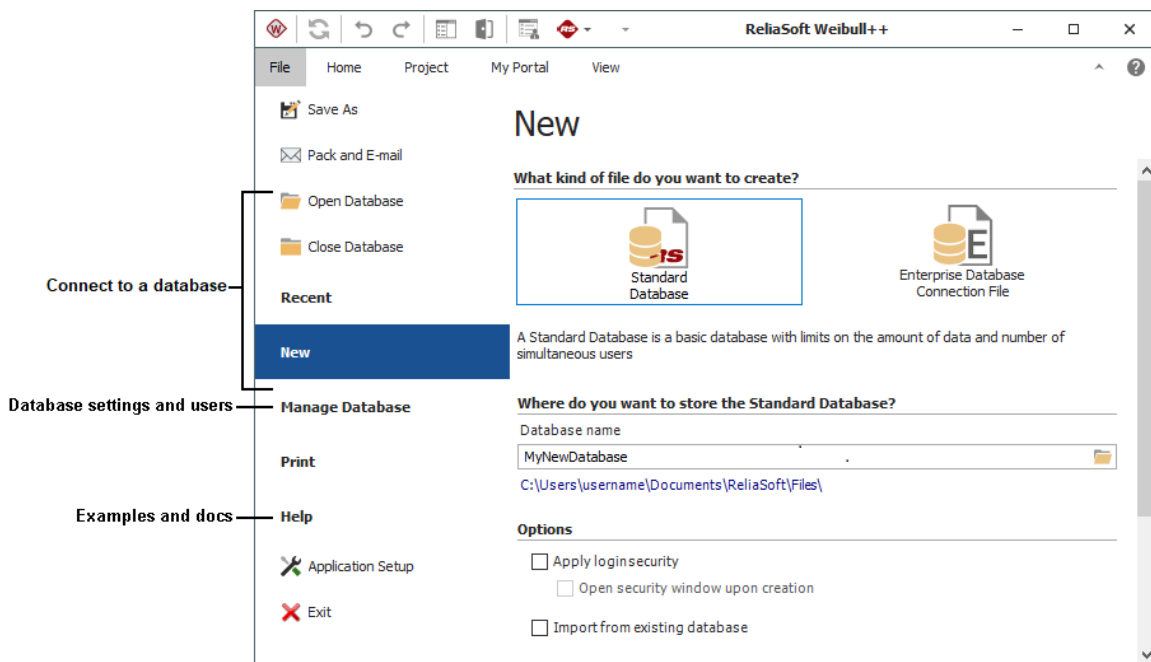 ReliaSoft Weibull++
File Home Project My Portal View
Save As
Pack and E-mail
Open Database
Close Database
Connect to a database
Recent
New
Database settings and users
Manage Database
Print
Examples and docs
Help
Application Setup
Exit
New
What kind of file do you want to create?
Standard
Database
Enterprise Database
Connection File
A Standard Database is a basic database with limits on the amount of data and number of
simultaneous users
Where do you want to store the Standard Database?
Database name
MyNewDatabase
C:\Users\username\Documents\ReliaSoft\Files\
Options
Apply login security
Open security window upon creation
Import from existing database
W
RS
RS
E
?